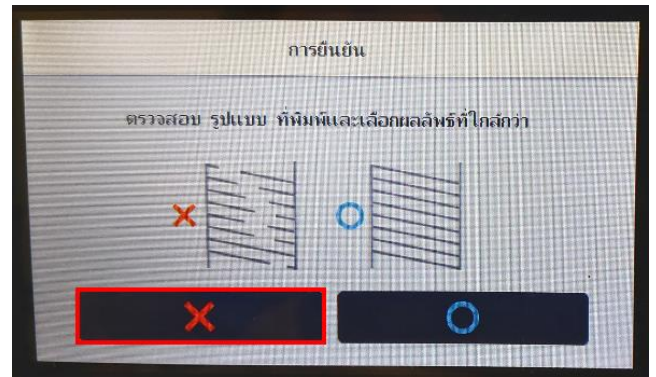 การยืนยัน
ตรวจสอบ รูปแบบ ที่พิมพ์และเลือกผลลัพธ์ที่ใกล้กว่า